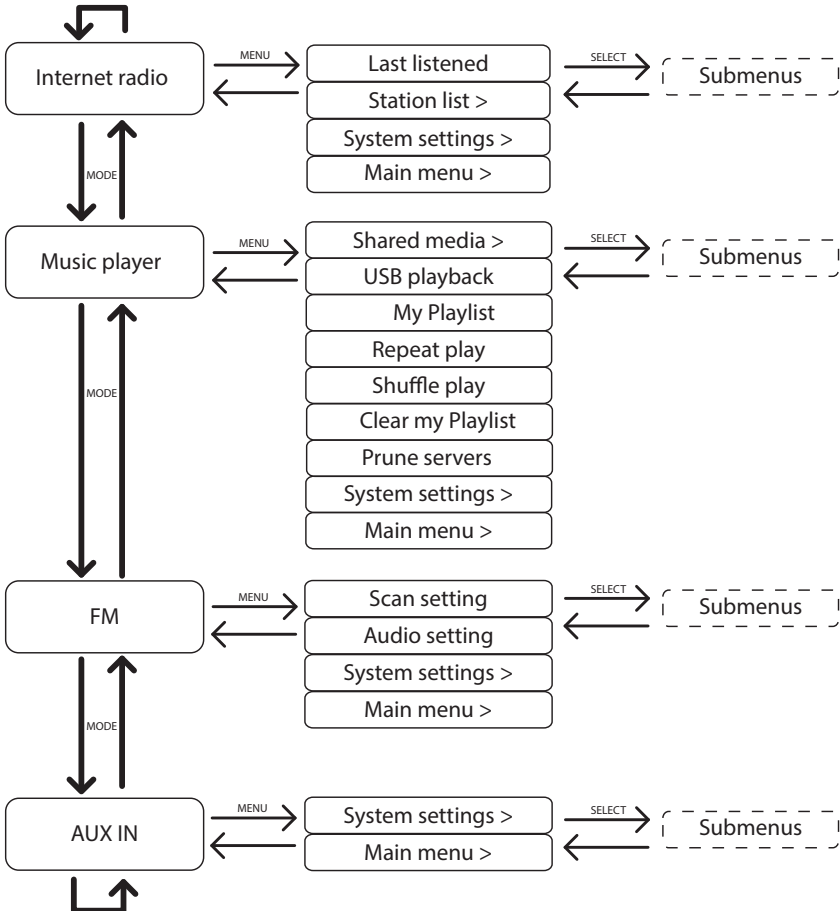 Internet radio
MENU
Last listened
SELECT
Submenus
Station list >
System settings >
Main menu >
MODE
Music player
MENU
Shared media >
SELECT
Submenus
USB playback
My Playlist
Repeat play
Shuffle play
Clear my Playlist
Prune servers
System settings >
Main menu >
MODE
FM
MENU
Scan setting
SELECT
Submenus
Audio setting
System settings >
Main menu >
MODE
AUX IN
MENU
System settings >
SELECT
Submenus
Main menu >